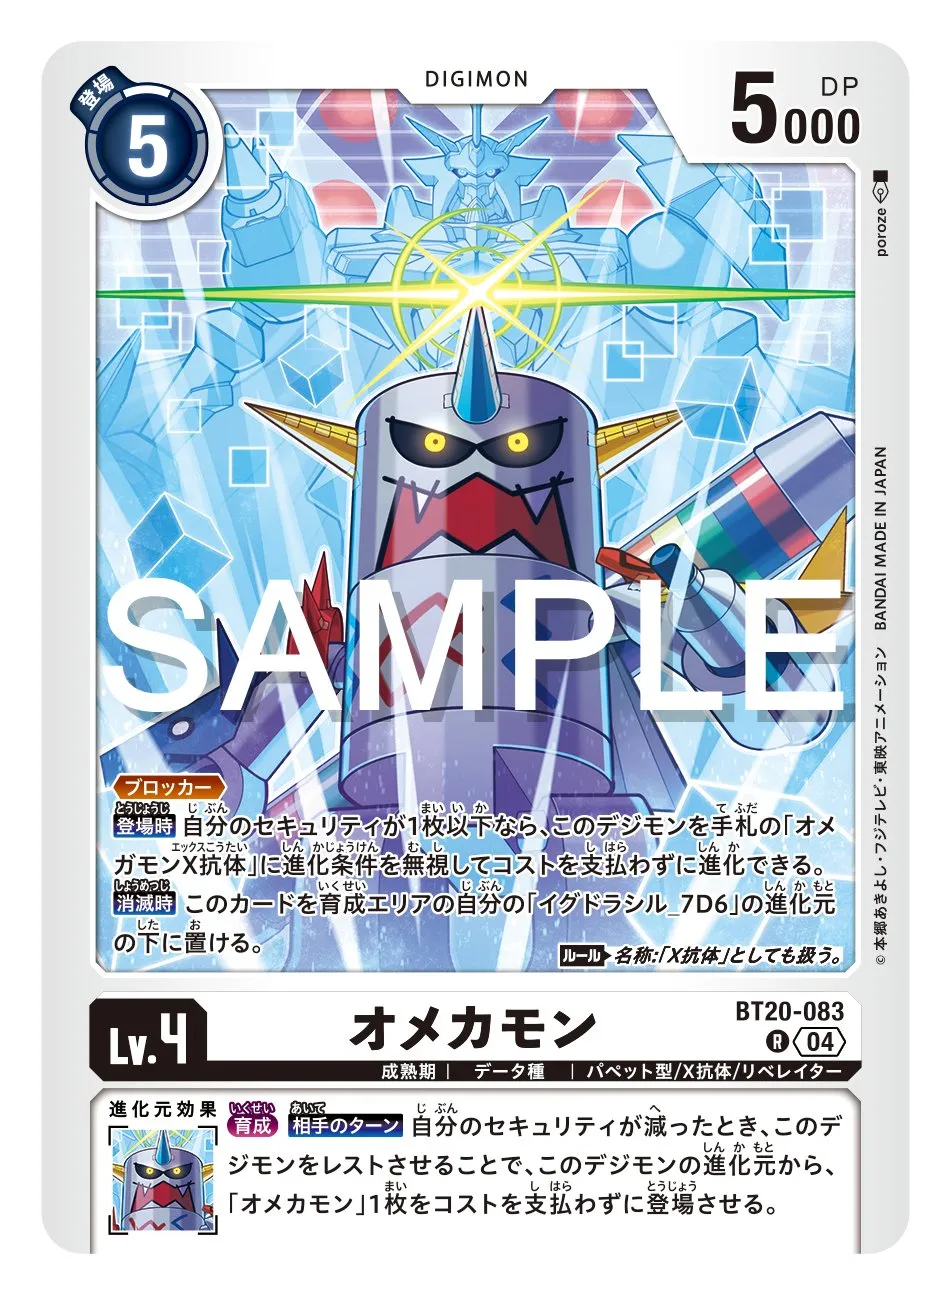 DIGIMON
登場
5
DP
5000
poroze
BANDAI MADE IN JAPAN
©本郷あきよし・フジテレビ・東映アニメーション
SAMPLE
ブロッカー
登場時 自分のセキュリティが1枚以下なら、このデジモンを手札の「オメ
ガモンX抗体」に進化条件を無視してコストを支払わずに進化できる。
消滅時 このカードを育成エリアの自分の「イグドラシル_7D6」の進化元
の下に置ける。
ルール 名称:「X抗体」としても扱う。
Lv.4
オメカモン
BT20-083
R 04
成熟期 | データ種 | パペット型/X抗体/リベレイター
進化元効果
育成 相手のターン 自分のセキュリティが減ったとき、このデ
ジモンをレストさせることで、このデジモンの進化元から、
「オメカモン」1枚をコストを支払わずに登場させる。